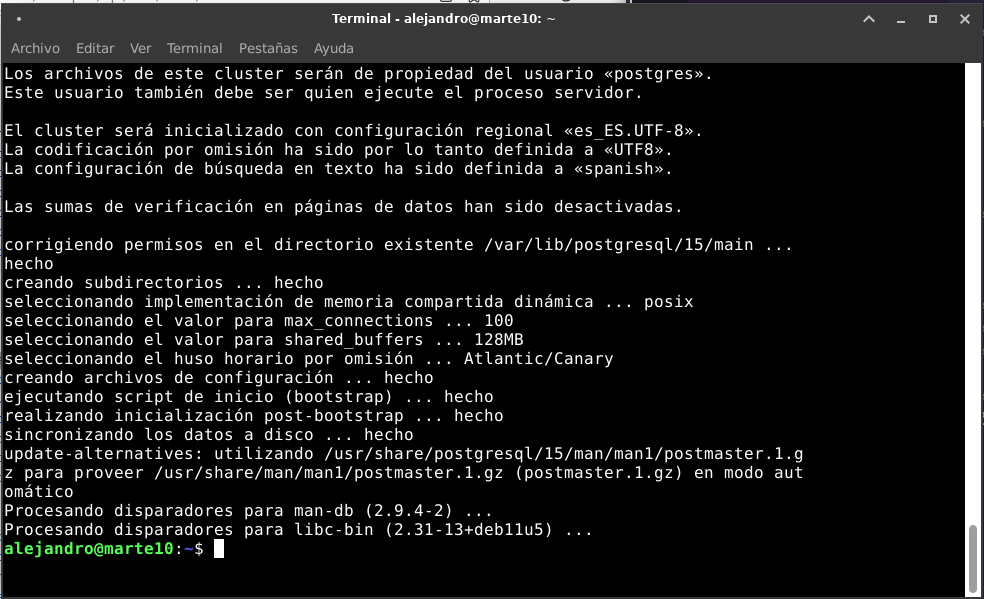 Terminal - alejandro@marte10: ~
Archivo Editar Ver Terminal Pestañas Ayuda
Los archivos de este cluster serán de propiedad del usuario «postgres».
Este usuario también debe ser quien ejecute el proceso servidor.
El cluster será inicializado con configuración regional «es_ES.UTF-8».
La codificación por omisión ha sido por lo tanto definida a «UTF8».
La configuración de búsqueda en texto ha sido definida a «spanish».
Las sumas de verificación en páginas de datos han sido desactivadas.
corrigiendo permisos en el directorio existente /var/lib/postgresql/15/main ...
hecho
creando subdirectorios ... hecho
seleccionando implementación de memoria compartida dinámica ... posix
seleccionando el valor para max_connections ... 100
seleccionando el valor para shared_buffers ... 128MB
seleccionando el huso horario por omisión ... Atlantic/Canary
creando archivos de configuración ... hecho
ejecutando script de inicio (bootstrap) ... hecho
realizando inicialización post-bootstrap ... hecho
sincronizando los datos a disco ... hecho
update-alternatives: utilizando /usr/share/postgresql/15/man/man1/postmaster.1.g
z para proveer /usr/share/man/man1/postmaster.1.gz (postmaster.1.gz) en modo aut
omático
Procesando disparadores para man-db (2.9.4-2) ...
Procesando disparadores para libc-bin (2.31-13+deb11u5) ...
alejandro@marte10:~$